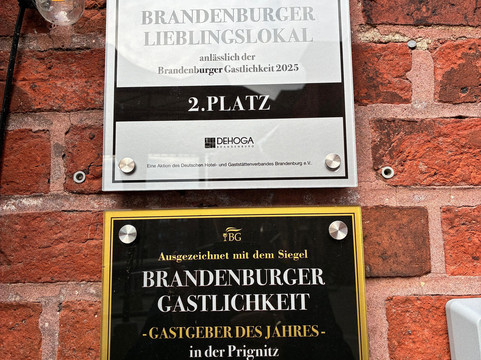 BRANDENBURGER
LIEBLINGSLOKAL
anlässlich der
Brandenburger Gastlichkeit 2025
2.PLATZ
DEHOGA
BRANDENBURG
Eine Aktion des Deutschen Hotel- und Gaststättenverbandes Brandenburg e.V.
BG
Ausgezeichnet mit dem Siegel
BRANDENBURGER
GASTLICHKEIT
-GASTGEBER DES JAHRES-
in der Prignitz